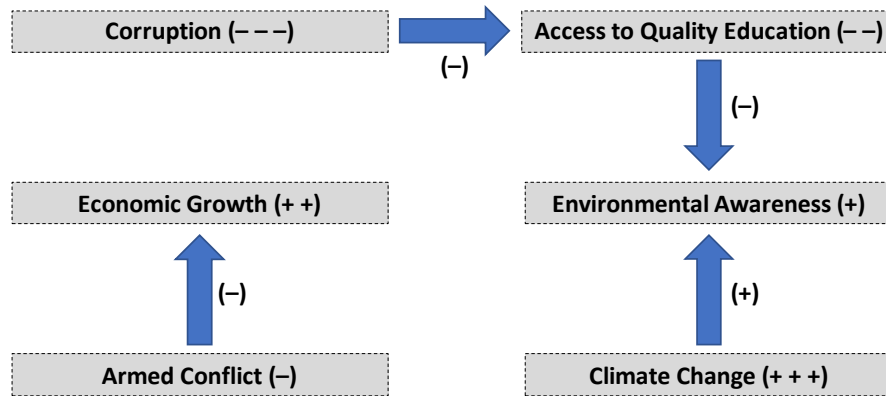 Corruption (– – –)
Access to Quality Education (– –)
(–)
(–)
Economic Growth (+ +)
Environmental Awareness (+)
(–)
(+)
Armed Conflict (–)
Climate Change (+ + +)